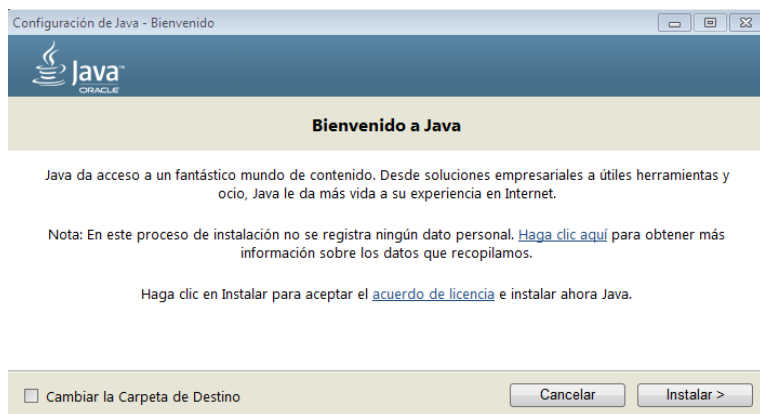 Configuración de Java - Bienvenido
Java™
ORACLE
Bienvenido a Java
Java da acceso a un fantástico mundo de contenido. Desde soluciones empresariales a útiles herramientas y
ocio, Java le da más vida a su experiencia en Internet.
Nota: En este proceso de instalación no se registra ningún dato personal. Haga clic aquí para obtener más
información sobre los datos que recopilamos.
Haga clic en Instalar para aceptar el acuerdo de licencia e instalar ahora Java.
Cambiar la Carpeta de Destino
Cancelar
Instalar >